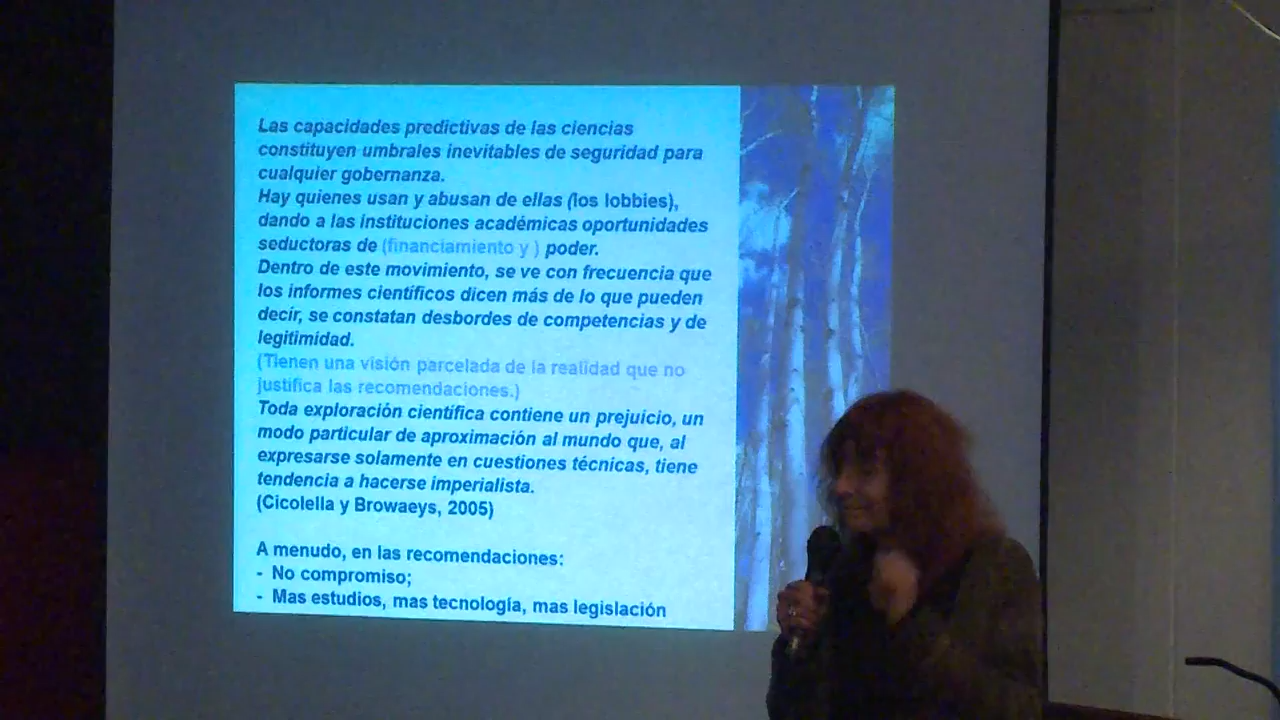 Las capacidades predictivas de las ciencias
constituyen umbrales inevitables de seguridad para
cualquier gobernanza.
Hay quienes usan y abusan de ellas (los lobbies),
dando a las instituciones académicas oportunidades
seductoras de (financiamiento y ) poder.
Dentro de este movimiento, se ve con frecuencia que
los informes científicos dicen más de lo que pueden
decir, se constatan desbordes de competencias y de
legitimidad.
(Tienen una visión parcelada de la realidad que no
justifica las recomendaciones.)
Toda exploración científica contiene un prejuicio, un
modo particular de aproximación al mundo que, al
expresarse solamente en cuestiones técnicas, tiene
tendencia a hacerse imperialista.
(Cicolella y Browaeys, 2005)
A menudo, en las recomendaciones:
- No compromiso;
- Mas estudios, mas tecnología, mas legislación